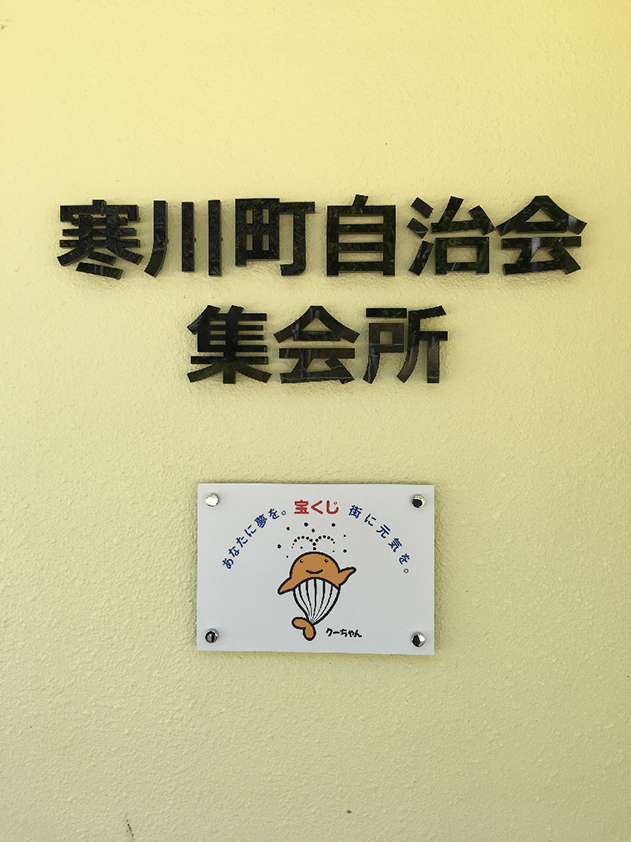 寒川町自治会
集会所
あなたに夢を。宝くじ 街に元気を。
クーちゃん